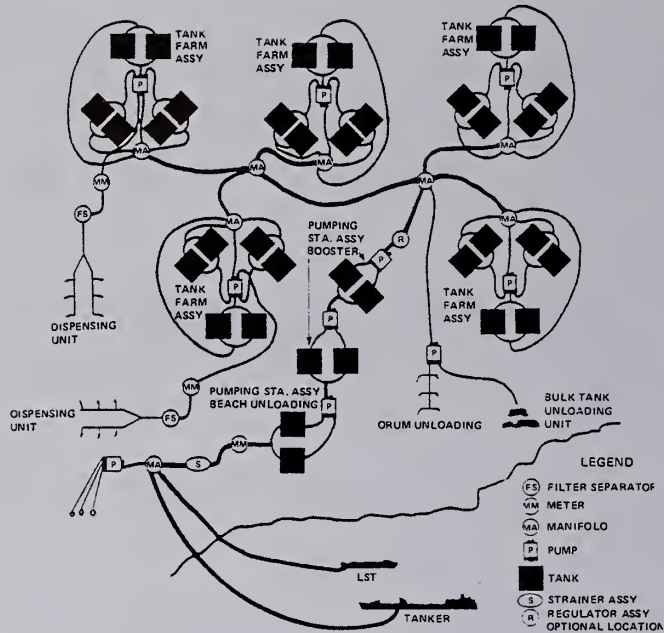 TANK
FARM
ASSY
P
MA
MM
FS
DISPENSING
UNIT
TANK
FARM
ASSY
P
MA
MA
TANK
FARM
ASSY
P
MA
MA
MA
P
TANK
FARM
ASSY
PUMPING
STA. ASSY
BOOSTER
R
P
P
MA
P
TANK
FARM
ASSY
MM
FS
DISPENSING
UNIT
PUMPING STA. ASSY
BEACH UNLOADING
P
MM
S
MA
P
P
ORUM UNLOADING
BULK TANK
UNLOADING
UNIT
LST
TANKER
LEGEND
FS FILTER SEPARATOR
MM METER
MA MANIFOLO
P PUMP
TANK
S STRAINER ASSY
R REGULATOR ASSY
OPTIONAL LOCATION